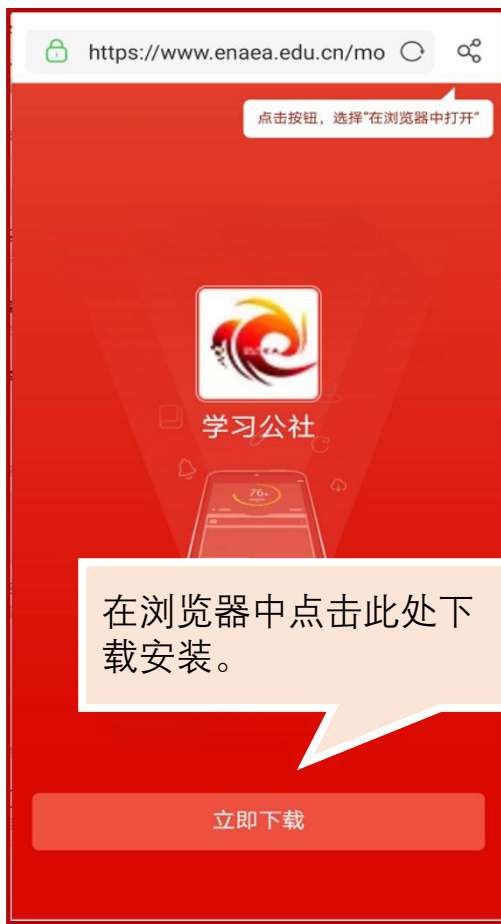 https://www.enaea.edu.cn/mo
点击按钮，选择"在浏览器中打开"
学习公社
76
在浏览器中点击此处下
载安装。
立即下载